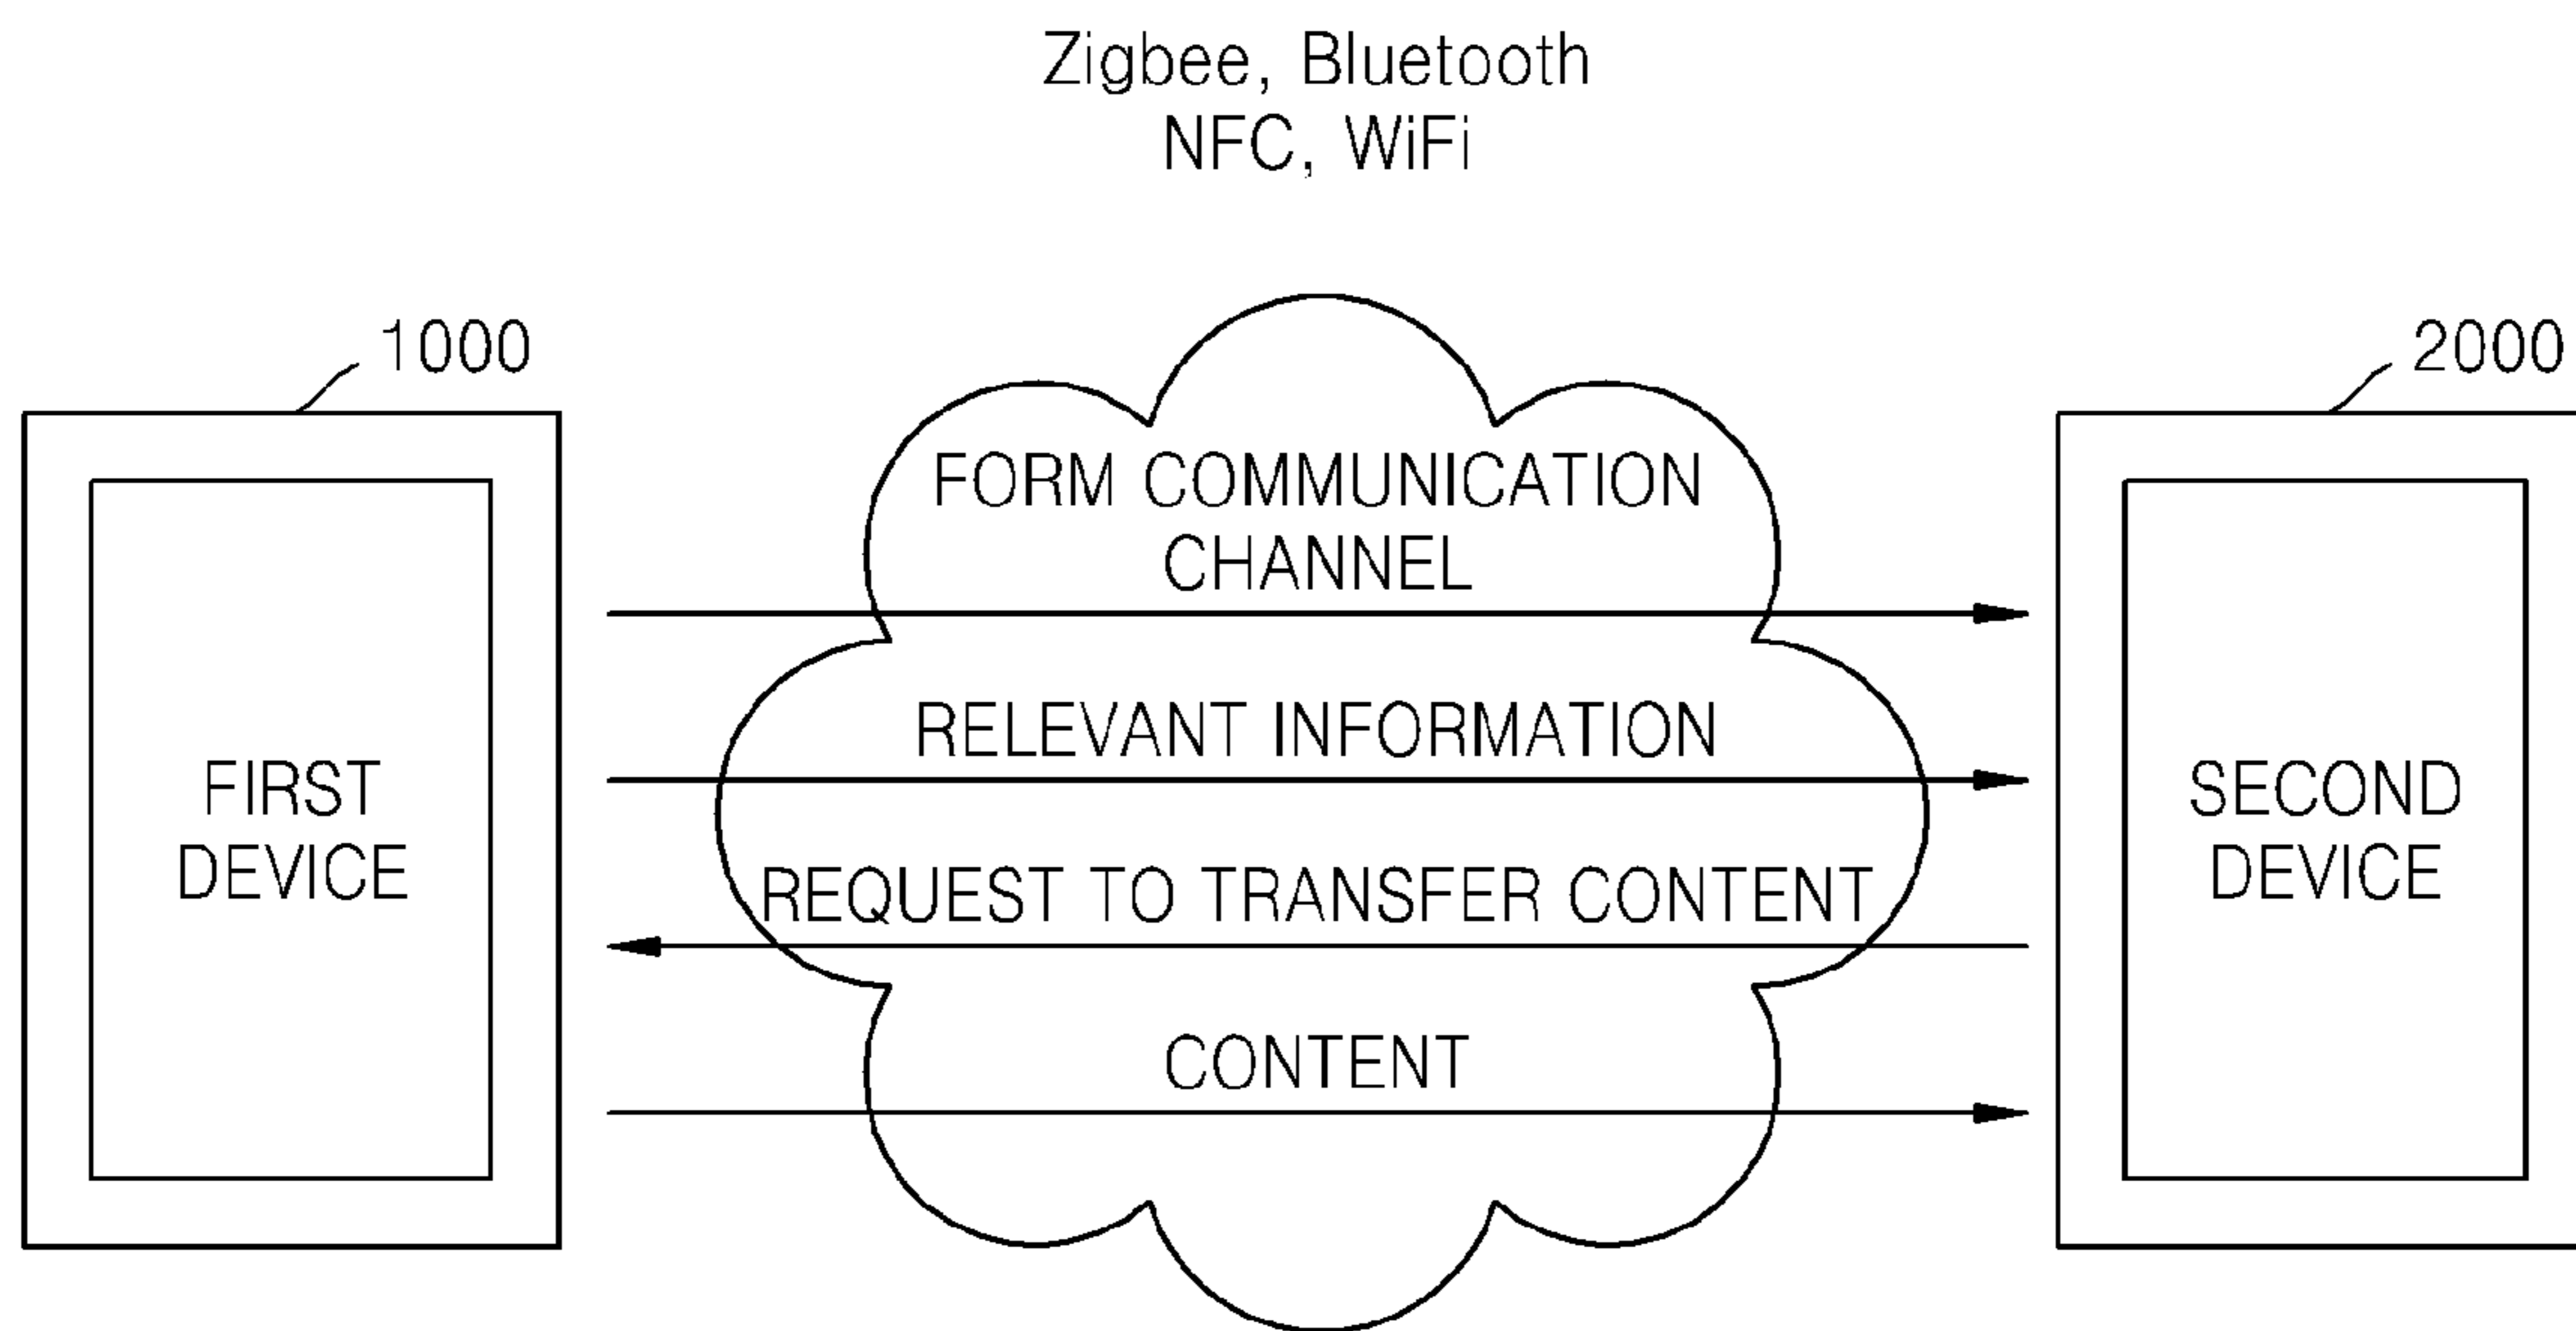 Zigbee, Bluetooth
NFC, WiFi
1000
2000
FORM COMMUNICATION
CHANNEL
RELEVANT INFORMATION
FIRST
DEVICE
SECOND
DEVICE
REQUEST TO TRANSFER CONTENT
CONTENT